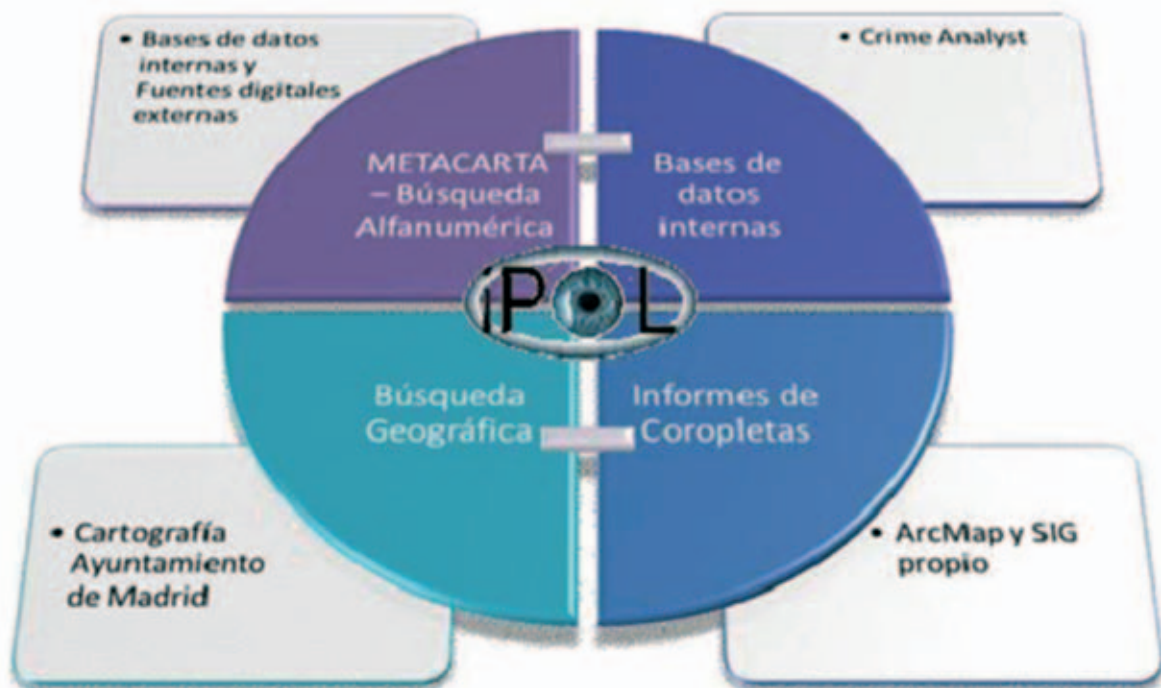 • Bases de datos
internas y
Fuentes digitales
externas
• Crime Analyst
METACARTA
– Búsqueda
Alfanumérica
Bases de
datos
internas
iPOL
Búsqueda
Geográfica
Informes de
Coropletas
• Cartografía
Ayuntamiento
de Madrid
• ArcMap y SIG
propio